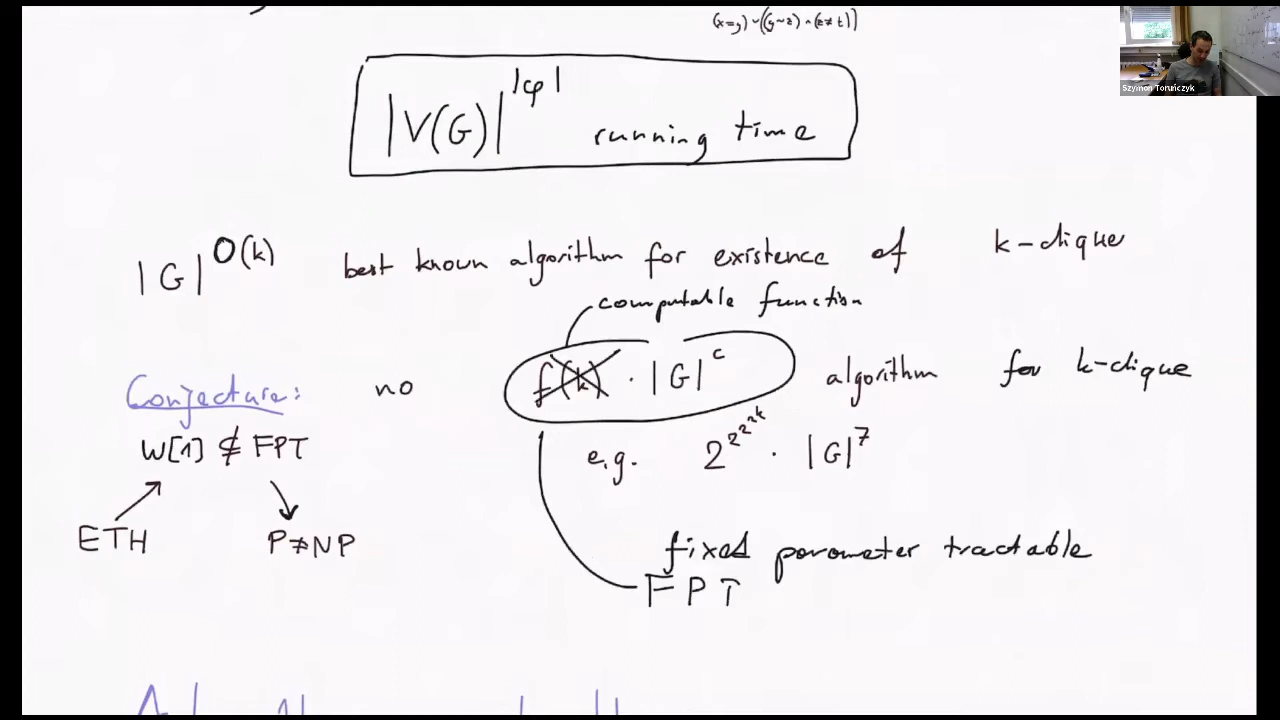 (x=y) ∨ ((y∼z) ∧ (z≠t))
Szymon Toruńczyk
|V(G)|^|φ| running time
|G|^O(k) best known algorithm for existence of k-clique
computable function
Conjecture: no f(k) · |G|^c algorithm for k-clique
W[1] ⊄ FPT
e.g. 2^2^2^2k · |G|^7
ETH P≠NP
fixed parameter tractable
FPT